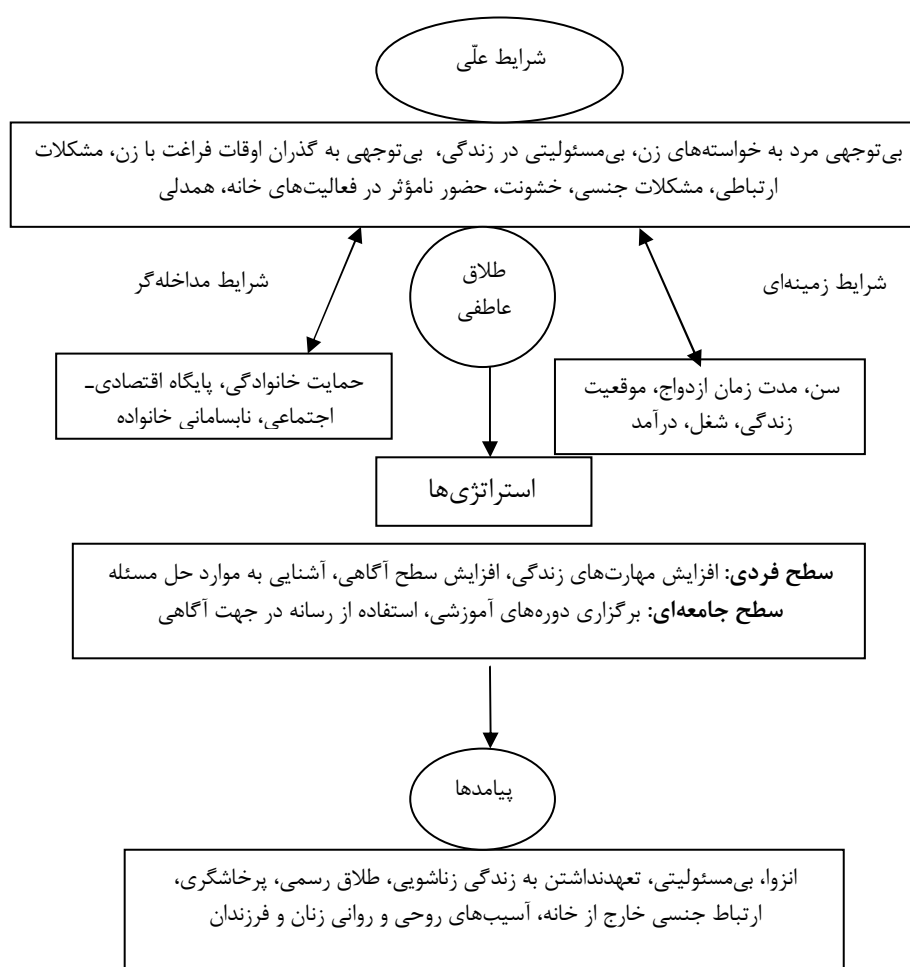 شرایط علّی
بی‌توجهی مرد به خواسته‌های زن، بی‌مسئولیتی در زندگی، بی‌توجهی به گذران اوقات فراغت با زن، مشکلات
ارتباطی، مشکلات جنسی، خشونت، حضور نامؤثر در فعالیت‌های خانه، همدلی
شرایط زمینه‌ای
طلاق
عاطفی
شرایط مداخله‌گر
سن، مدت زمان ازدواج، موقعیت
زندگی، شغل، درآمد
حمایت خانوادگی، پایگاه اقتصادی-
اجتماعی، نابسامانی خانواده
استراتژی‌ها
سطح فردی: افزایش مهارت‌های زندگی، افزایش سطح آگاهی، آشنایی به موارد حل مسئله
سطح جامعه‌ای: برگزاری دوره‌های آموزشی، استفاده از رسانه در جهت آگاهی
پیامدها
انزوا، بی‌مسئولیتی، تعهدنداشتن به زندگی زناشویی، طلاق رسمی، پرخاشگری،
ارتباط جنسی خارج از خانه، آسیب‌های روحی و روانی زنان و فرزندان